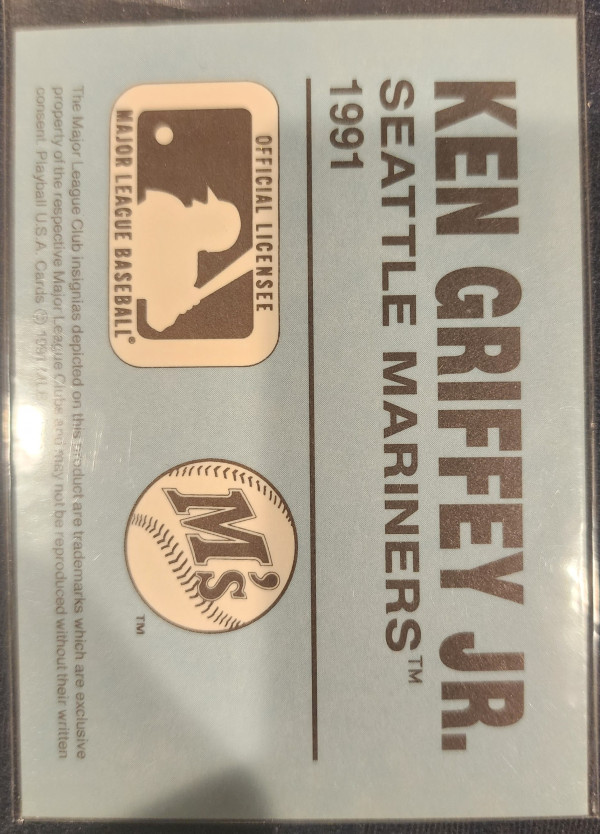 KEN GRIFFEY JR.
SEATTLE MARINERS™
1991
OFFICIAL LICENSEE
MAJOR LEAGUE BASEBALL®
M's
TM
The Major League Club insignias depicted on this product are trademarks which are exclusive
property of the respective Major League Clubs and may not be reproduced without their written
consent. Playball U.S.A. Cards © 1991 MLB